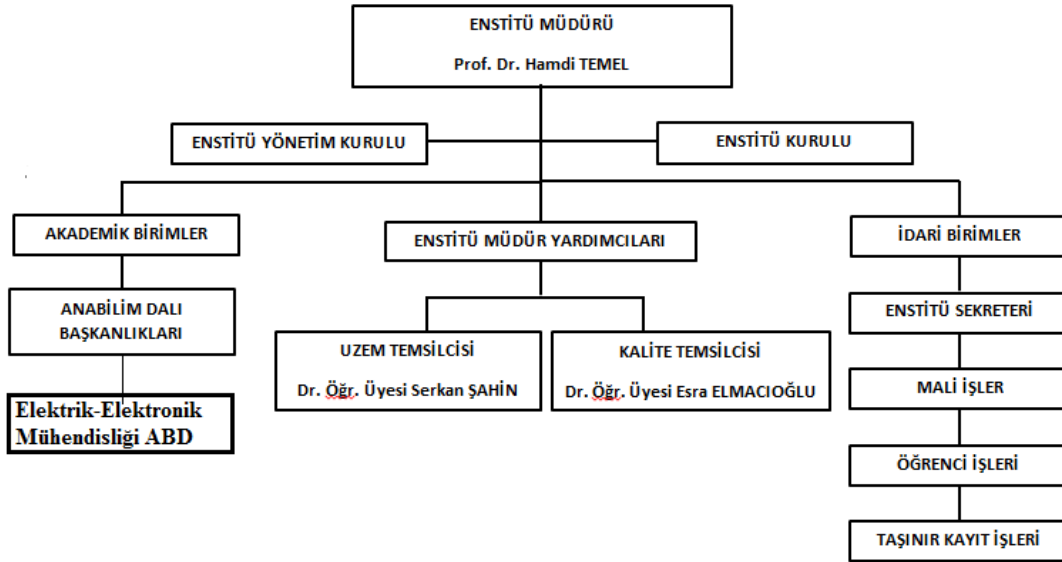 ENSTİTÜ MÜDÜRÜ
Prof. Dr. Hamdi TEMEL
ENSTİTÜ YÖNETİM KURULU
ENSTİTÜ KURULU
AKADEMİK BİRİMLER
ENSTİTÜ MÜDÜR YARDIMCILARI
İDARİ BİRİMLER
ANABİLİM DALI
BAŞKANLIKLARI
ENSTİTÜ SEKRETERİ
UZEM TEMSİLCİSİ
Dr. Öğr. Üyesi Serkan ŞAHİN
KALİTE TEMSİLCİSİ
Dr. Öğr. Üyesi Esra ELMACIOĞLU
MALİ İŞLER
Elektrik-Elektronik
Mühendisliği ABD
ÖĞRENCİ İŞLERİ
TAŞINIR KAYIT İŞLERİ